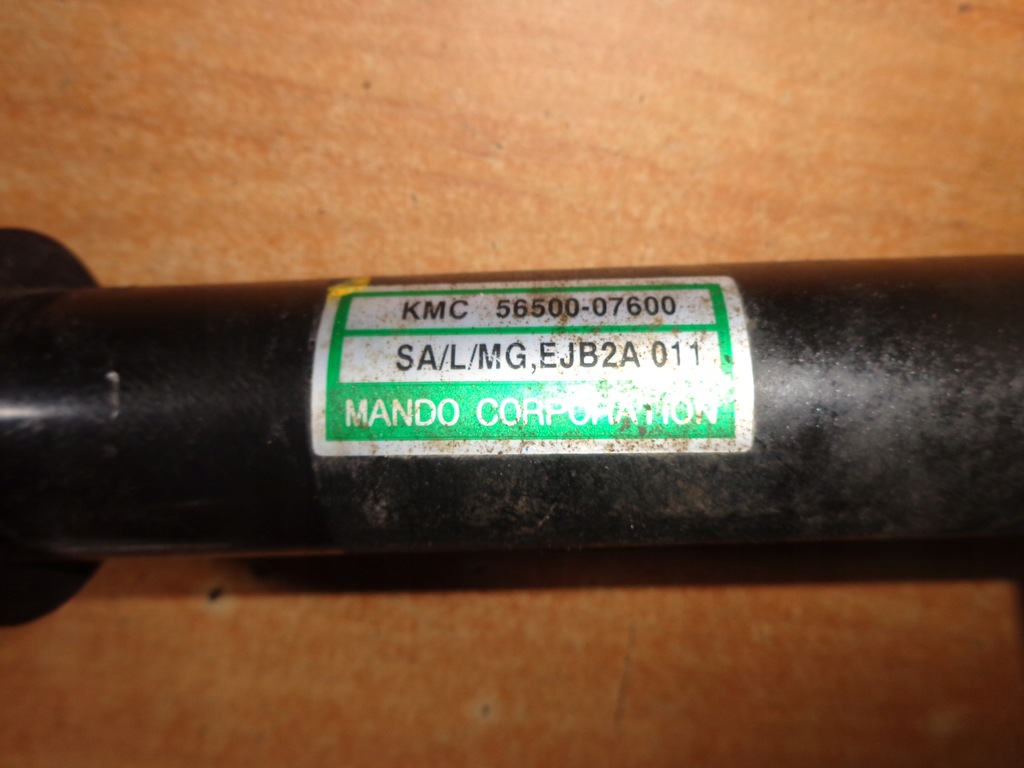 KMC 56500-07600
SA/L/MG,EJB2A 011
MANDO CORPORATION